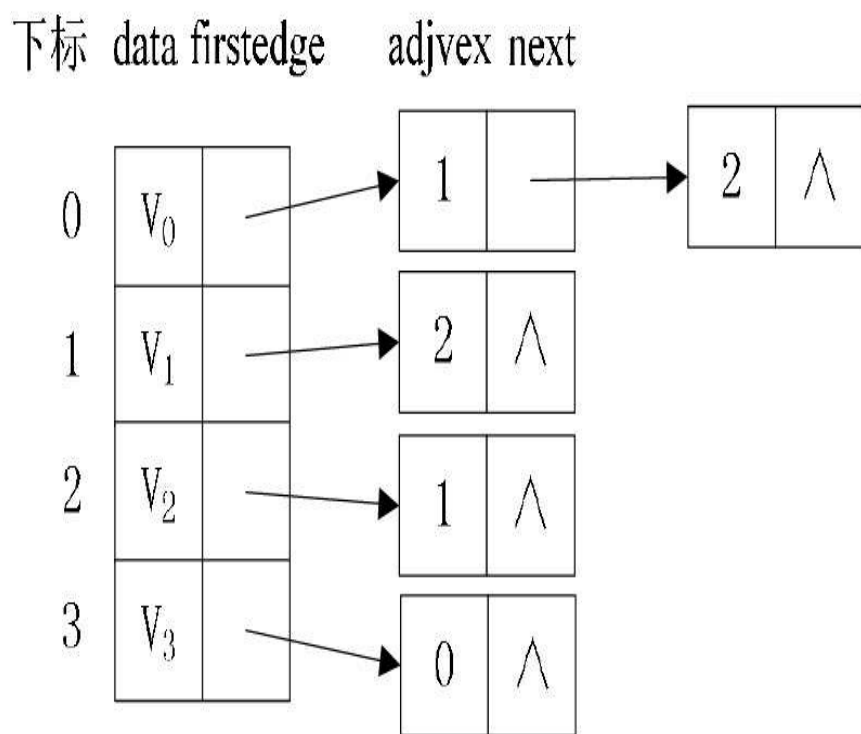 下标 data firstedge adjvex next
0 V₀ 1 2 ∧
1 V₁ 2 ∧
2 V₂ 1 ∧
3 V₃ 0 ∧